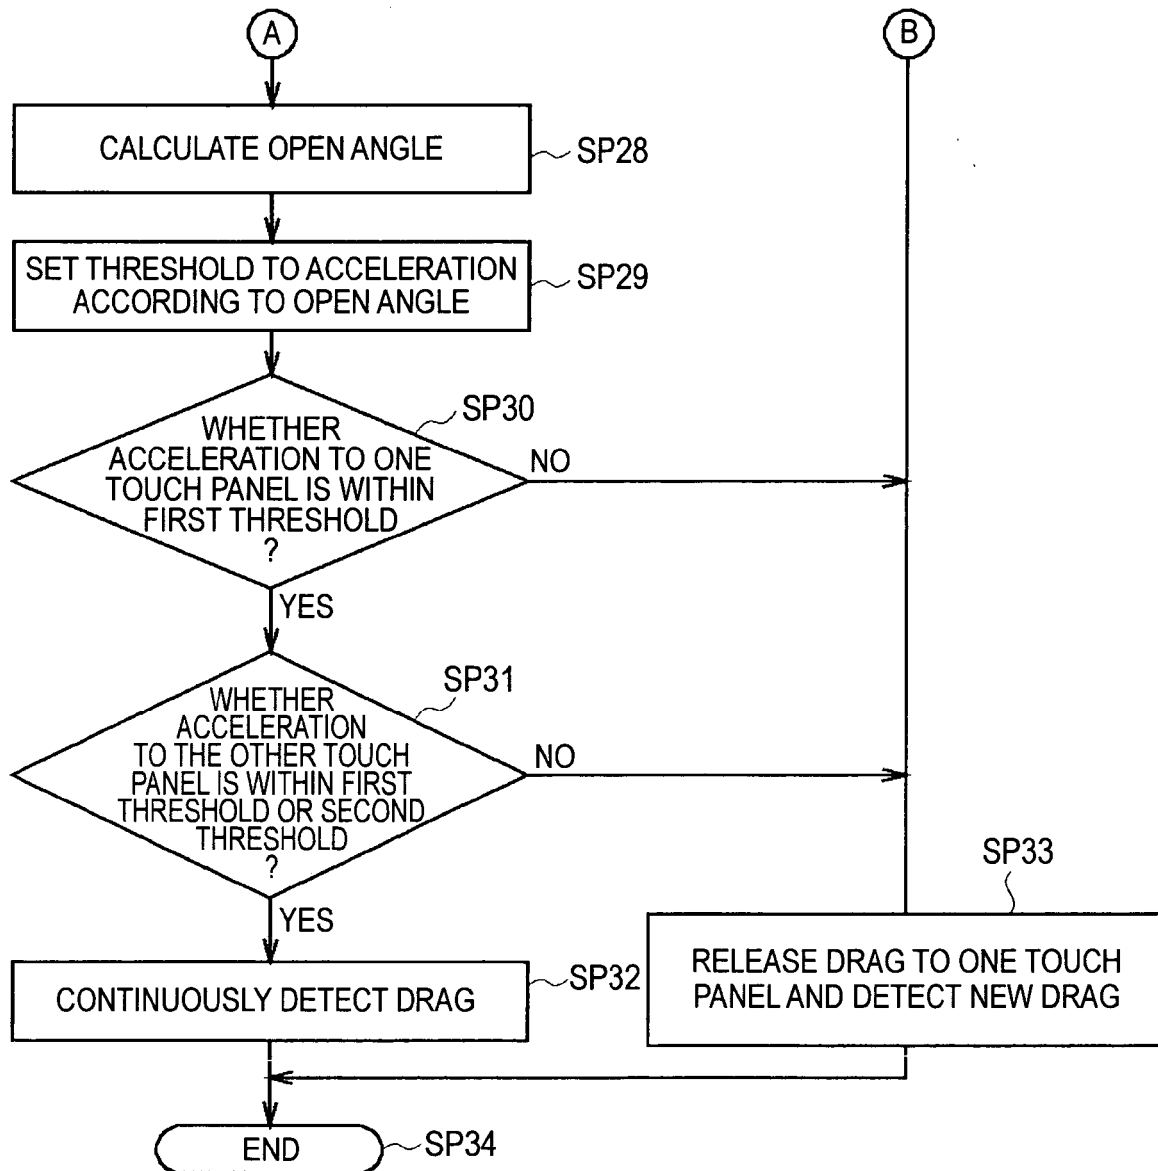 A
B
CALCULATE OPEN ANGLE
SP28
SET THRESHOLD TO ACCELERATION
ACCORDING TO OPEN ANGLE
SP29
SP30
WHETHER
ACCELERATION TO ONE
TOUCH PANEL IS WITHIN
FIRST THRESHOLD
?
NO
YES
SP31
WHETHER
ACCELERATION
TO THE OTHER TOUCH
PANEL IS WITHIN FIRST
THRESHOLD OR SECOND
THRESHOLD
?
NO
YES
SP33
CONTINUOUSLY DETECT DRAG
SP32
RELEASE DRAG TO ONE TOUCH
PANEL AND DETECT NEW DRAG
END
SP34